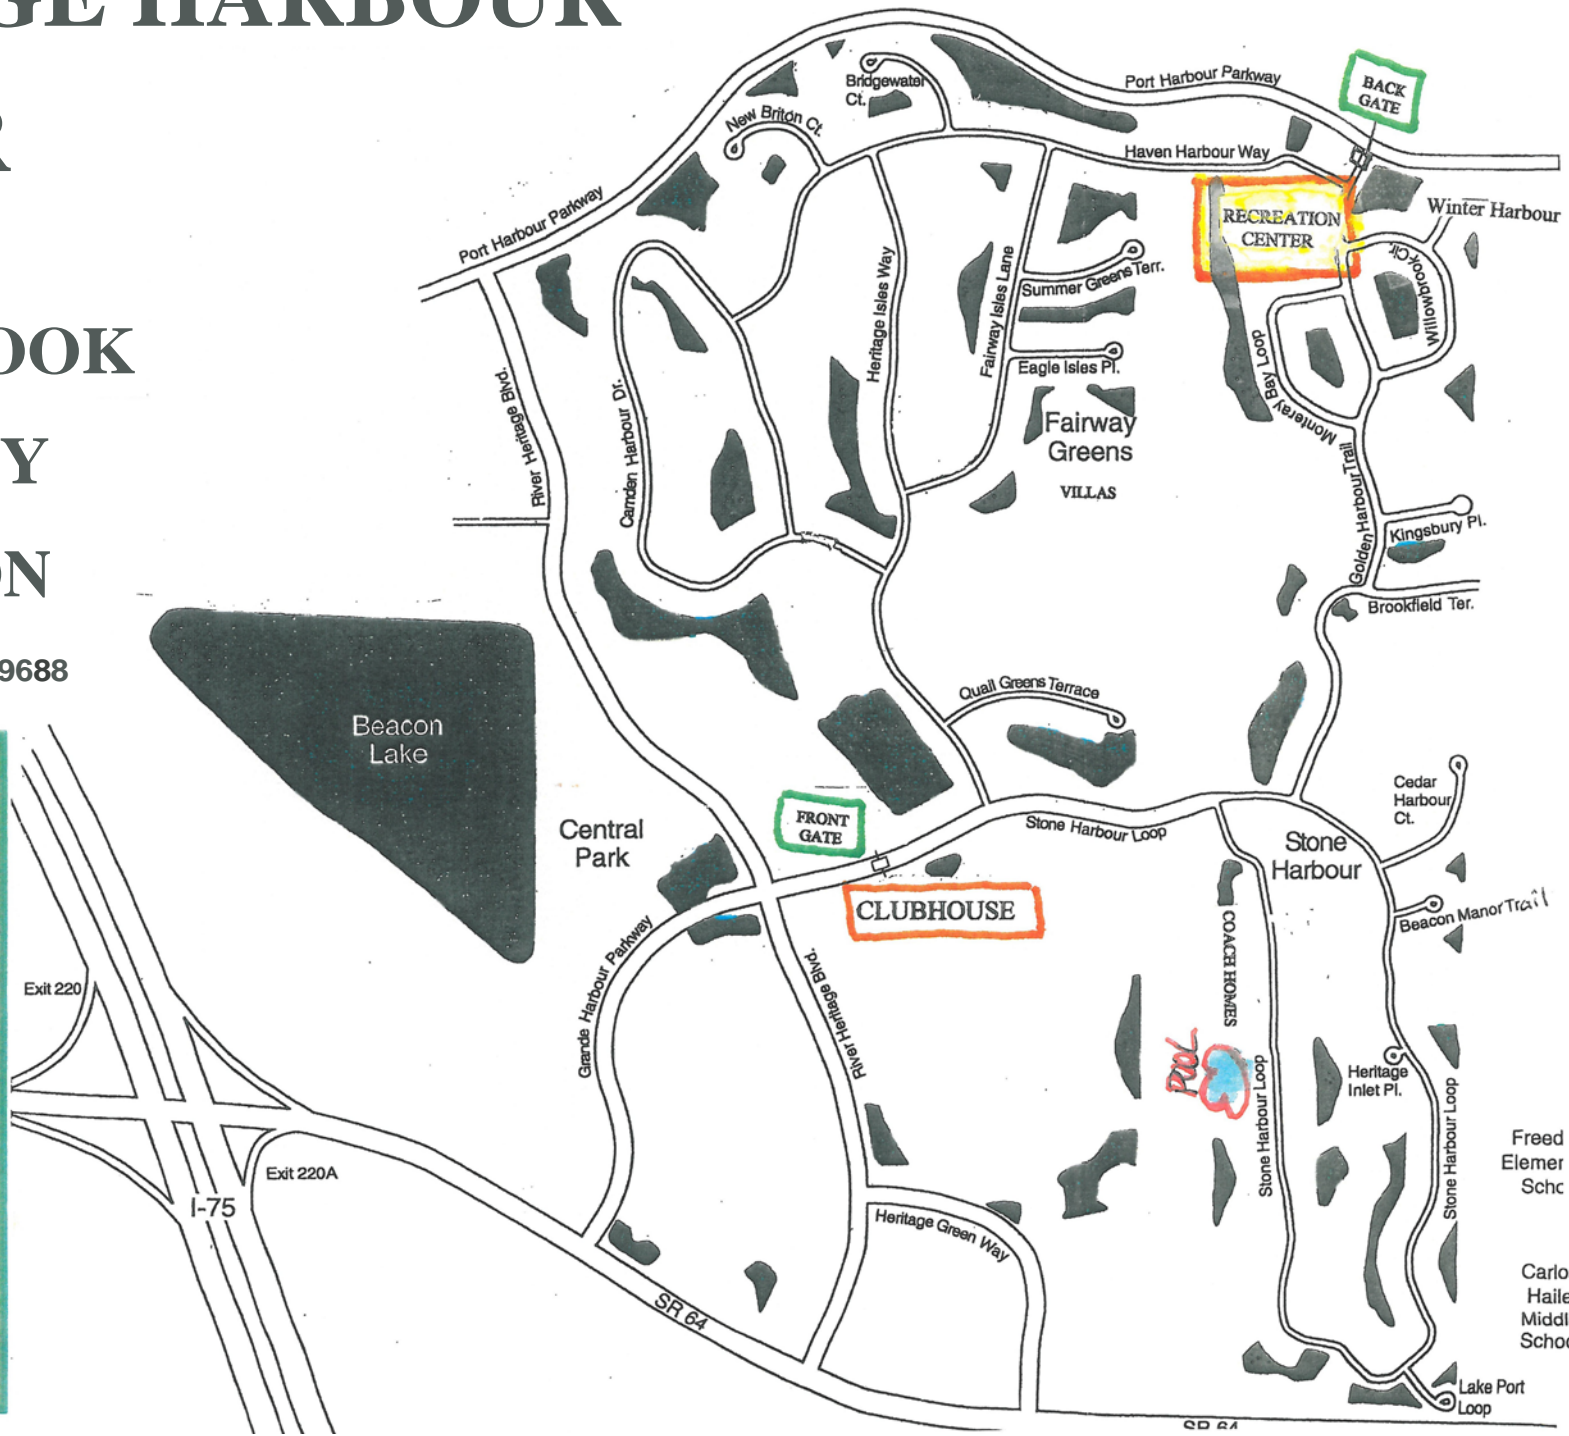 GE HARBOUR
R
OOK
Y
ON
9688
Port Harbour Parkway
BACK
GATE
Bridgewater
Ct.
New Briton Ct.
Haven Harbour Way
RECREATION
CENTER
Winter Harbour
Port Harbour Parkway
Willowbrook Cir.
Summer Greens Terr.
Heritage Isles Way
Fairway Isles Lane
Eagle Isles Pl.
Monteray Bay Loop
River Heritage Blvd.
Camden Harbour Dr.
Fairway
Greens
VILLAS
Golden Harbour Trail
Kingsbury Pl.
Brookfield Ter.
Quail Greens Terrace
Beacon
Lake
Cedar
Harbour
Ct.
FRONT
GATE
Stone Harbour Loop
Central
Park
Stone
Harbour
CLUBHOUSE
Beacon Manor Trail
COACH HOMES
Grande Harbour Parkway
River Heritage Blvd.
Exit 220
POOL
Heritage
Inlet Pl.
Stone Harbour Loop
Stone Harbour Loop
Freed
Elemer
Scho
Exit 220A
I-75
Heritage Green Way
SR 64
Carlo
Haile
Middl
Schoo
Lake Port
Loop
SR 64